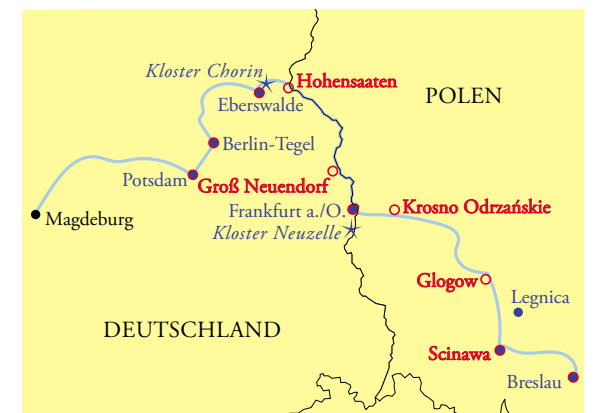 Kloster Chorin
Hohensaaten
POLEN
Eberswalde
Berlin-Tegel
Potsdam
Groß Neuendorf
Frankfurt a./O.
Krosno Odrzańskie
Magdeburg
Kloster Neuzelle
Glogow
Legnica
DEUTSCHLAND
Scinawa
Breslau